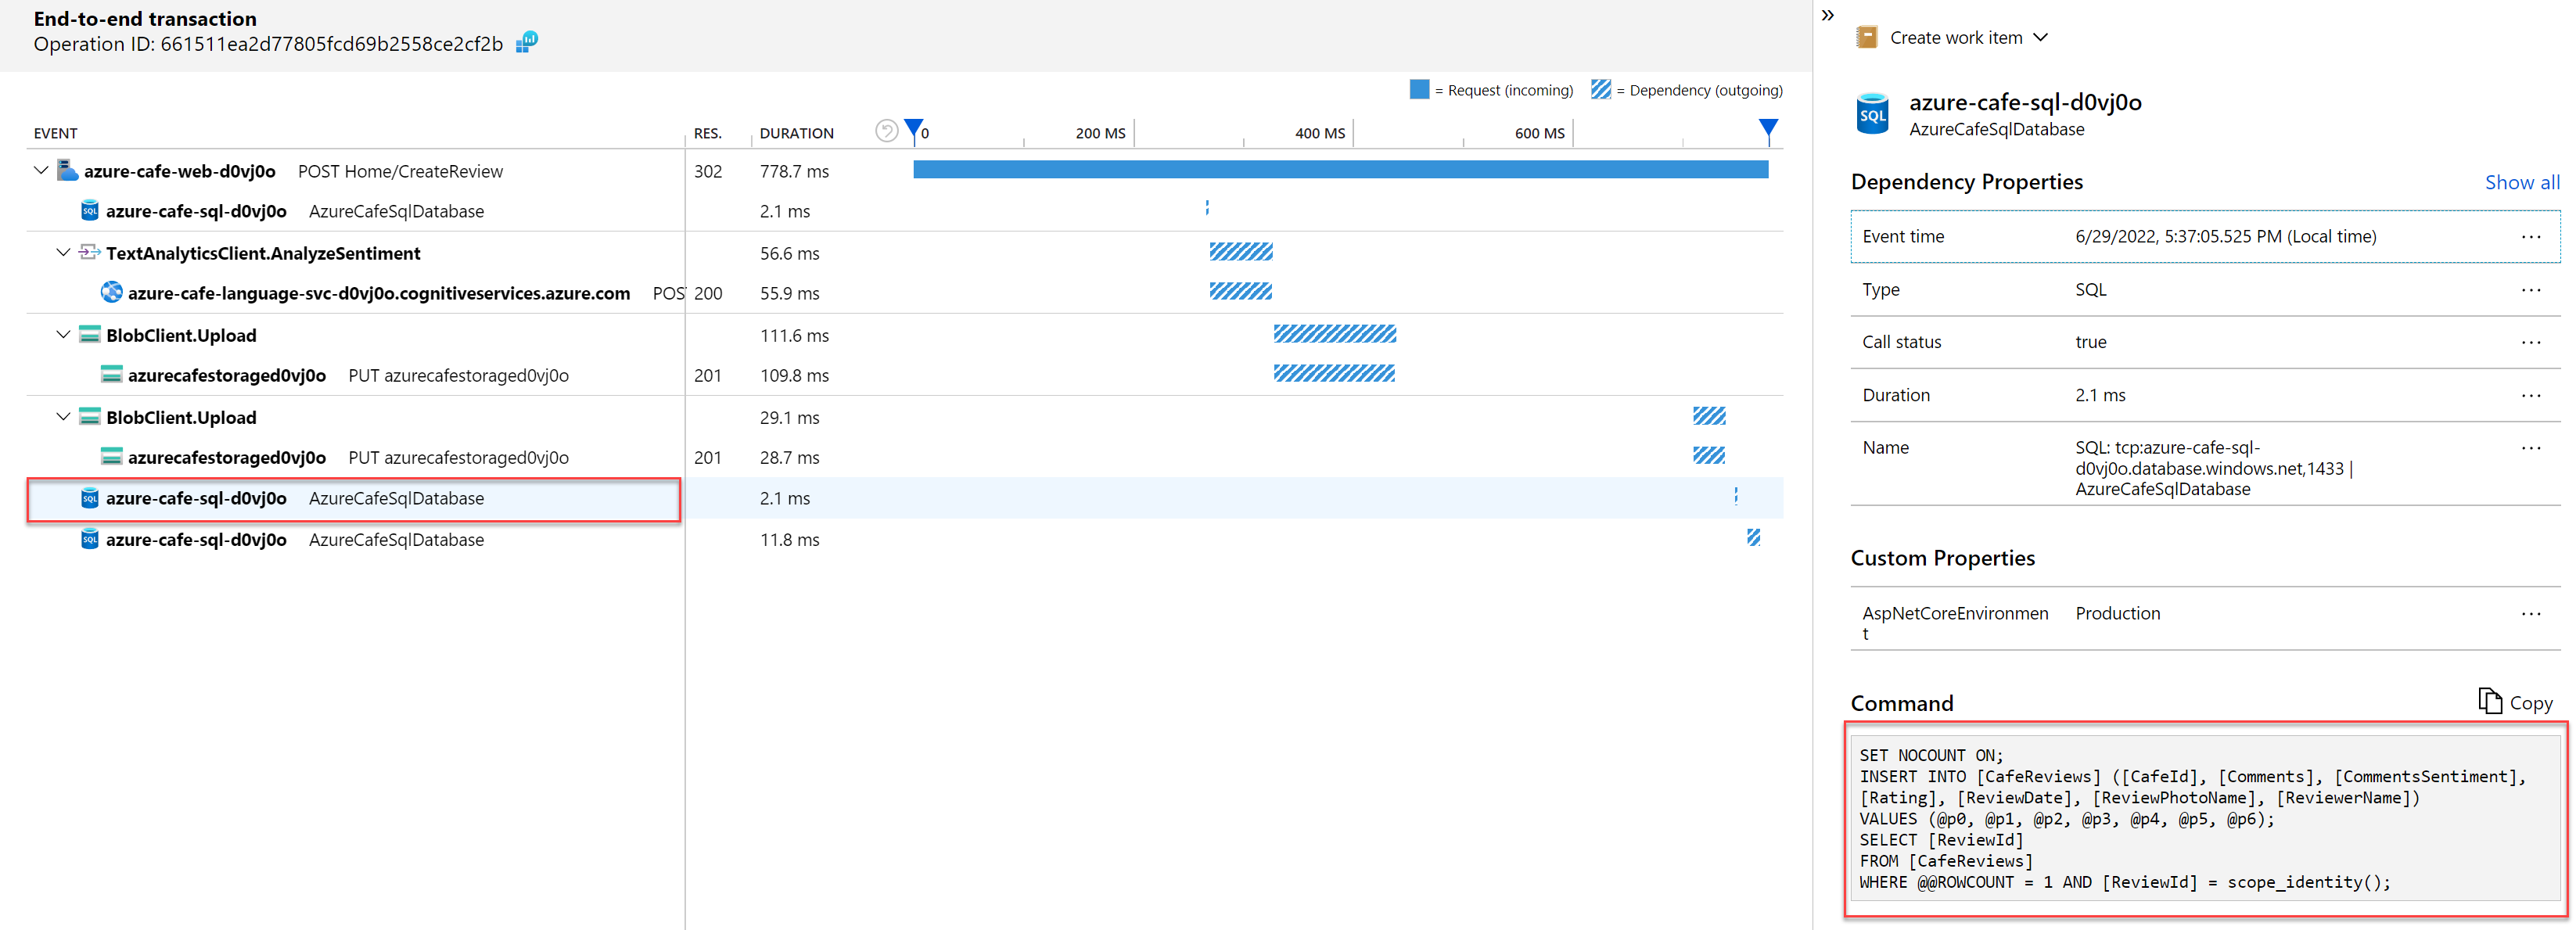 End-to-end transaction
Operation ID: 661511ea2d77805fcd69b2558ce2cf2b
= Request (incoming) = Dependency (outgoing)
EVENT RES. DURATION 0 200 MS 400 MS 600 MS
azure-cafe-web-d0vj0o POST Home/CreateReview 302 778.7 ms
SQL azure-cafe-sql-d0vj0o AzureCafeSqlDatabase 2.1 ms
TextAnalyticsClient.AnalyzeSentiment 56.6 ms
azure-cafe-language-svc-d0vj0o.cognitiveservices.azure.com POS 200 55.9 ms
BlobClient.Upload 111.6 ms
azurecafestoraged0vj0o PUT azurecafestoraged0vj0o 201 109.8 ms
BlobClient.Upload 29.1 ms
azurecafestoraged0vj0o PUT azurecafestoraged0vj0o 201 28.7 ms
SQL azure-cafe-sql-d0vj0o AzureCafeSqlDatabase 2.1 ms
SQL azure-cafe-sql-d0vj0o AzureCafeSqlDatabase 11.8 ms
Create work item
SQL
azure-cafe-sql-d0vj0o
AzureCafeSqlDatabase
Dependency Properties Show all
Event time 6/29/2022, 5:37:05.525 PM (Local time) ...
Type SQL ...
Call status true ...
Duration 2.1 ms ...
Name SQL: tcp:azure-cafe-sql- ...
d0vj0o.database.windows.net,1433 |
AzureCafeSqlDatabase
Custom Properties
AspNetCoreEnvironmen Production ...
t
Command Copy
SET NOCOUNT ON;
INSERT INTO [CafeReviews] ([CafeId], [Comments], [CommentsSentiment],
[Rating], [ReviewDate], [ReviewPhotoName], [ReviewerName])
VALUES (@p0, @p1, @p2, @p3, @p4, @p5, @p6);
SELECT [ReviewId]
FROM [CafeReviews]
WHERE @@ROWCOUNT = 1 AND [ReviewId] = scope_identity();